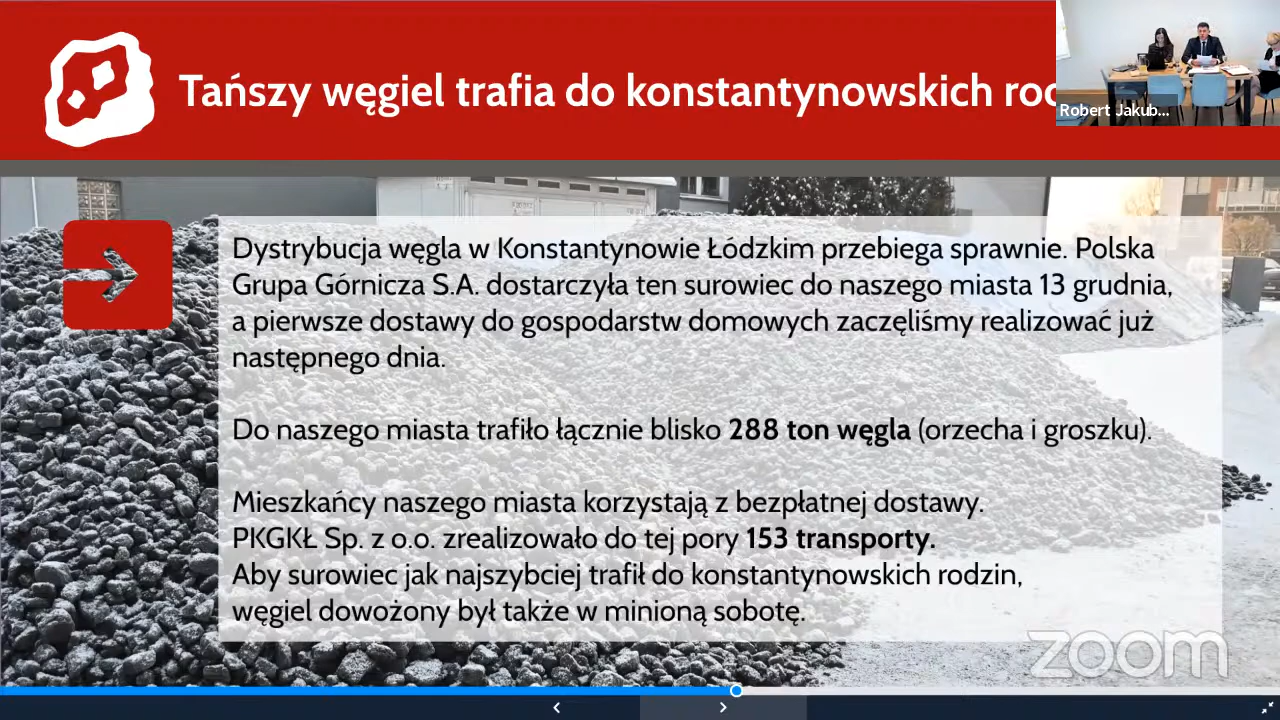 Tańszy węgiel trafia do konstantynowskich
Robert Jakub...
Dystrybucja węgla w Konstantynowie Łódzkim przebiega sprawnie. Polska
Grupa Górnicza S.A. dostarczyła ten surowiec do naszego miasta 13 grudnia,
a pierwsze dostawy do gospodarstw domowych zaczęliśmy realizować już
następnego dnia.
Do naszego miasta trafiło łącznie blisko 288 ton węgla (orzecha i groszku).
Mieszkańcy naszego miasta korzystają z bezpłatnej dostawy.
PKGKŁ Sp. z o.o. zrealizowało do tej pory 153 transporty.
Aby surowiec jak najszybciej trafił do konstantynowskich rodzin,
węgiel dowożony był także w minioną sobotę.
zoom